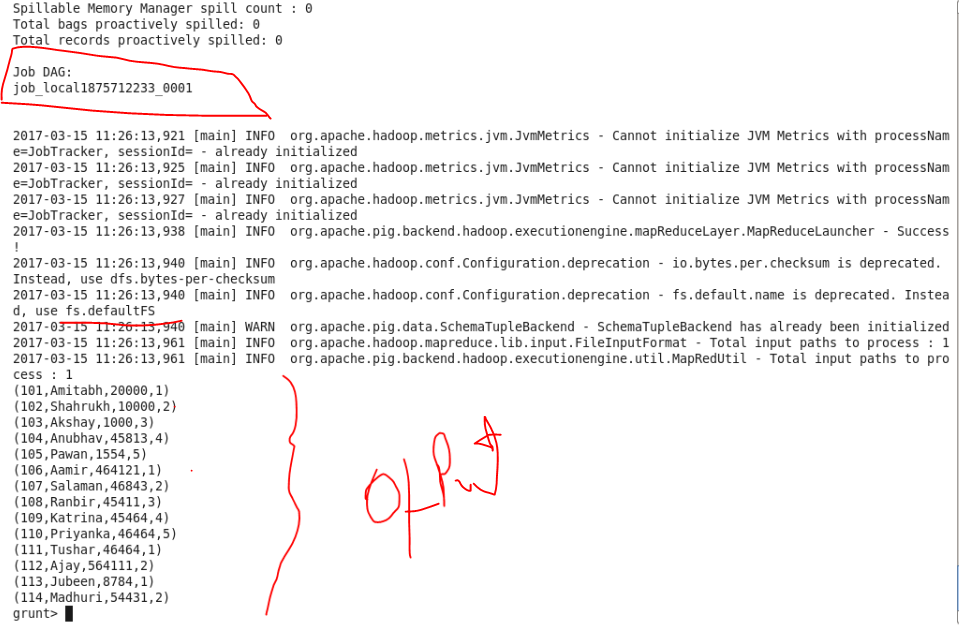 Spillable Memory Manager spill count : 0
Total bags proactively spilled: 0
Total records proactively spilled: 0
Job DAG:
job_local1875712233_0001
2017-03-15 11:26:13,921 [main] INFO  org.apache.hadoop.metrics.jvm.JvmMetrics - Cannot initialize JVM Metrics with processNam
e=JobTracker, sessionId= - already initialized
2017-03-15 11:26:13,925 [main] INFO  org.apache.hadoop.metrics.jvm.JvmMetrics - Cannot initialize JVM Metrics with processNam
e=JobTracker, sessionId= - already initialized
2017-03-15 11:26:13,927 [main] INFO  org.apache.hadoop.metrics.jvm.JvmMetrics - Cannot initialize JVM Metrics with processNam
e=JobTracker, sessionId= - already initialized
2017-03-15 11:26:13,938 [main] INFO  org.apache.pig.backend.hadoop.executionengine.mapReduceLayer.MapReduceLauncher - Success
!
2017-03-15 11:26:13,940 [main] INFO  org.apache.hadoop.conf.Configuration.deprecation - io.bytes.per.checksum is deprecated.
Instead, use dfs.bytes-per-checksum
2017-03-15 11:26:13,940 [main] INFO  org.apache.hadoop.conf.Configuration.deprecation - fs.default.name is deprecated. Instea
d, use fs.defaultFS
2017-03-15 11:26:13,940 [main] WARN  org.apache.pig.data.SchemaTupleBackend - SchemaTupleBackend has already been initialized
2017-03-15 11:26:13,961 [main] INFO  org.apache.hadoop.mapreduce.lib.input.FileInputFormat - Total input paths to process : 1
2017-03-15 11:26:13,961 [main] INFO  org.apache.pig.backend.hadoop.executionengine.util.MapRedUtil - Total input paths to pro
cess : 1
(101,Amitabh,20000,1)
(102,Shahrukh,10000,2)
(103,Akshay,1000,3)
(104,Anubhav,45813,4)
(105,Pawan,1554,5)
(106,Aamir,464121,1)
(107,Salaman,46843,2)
(108,Ranbir,45411,3)
(109,Katrina,45464,4)
(110,Priyanka,46464,5)
(111,Tushar,46464,1)
(112,Ajay,564111,2)
(113,Jubeen,8784,1)
(114,Madhuri,54431,2)
grunt>